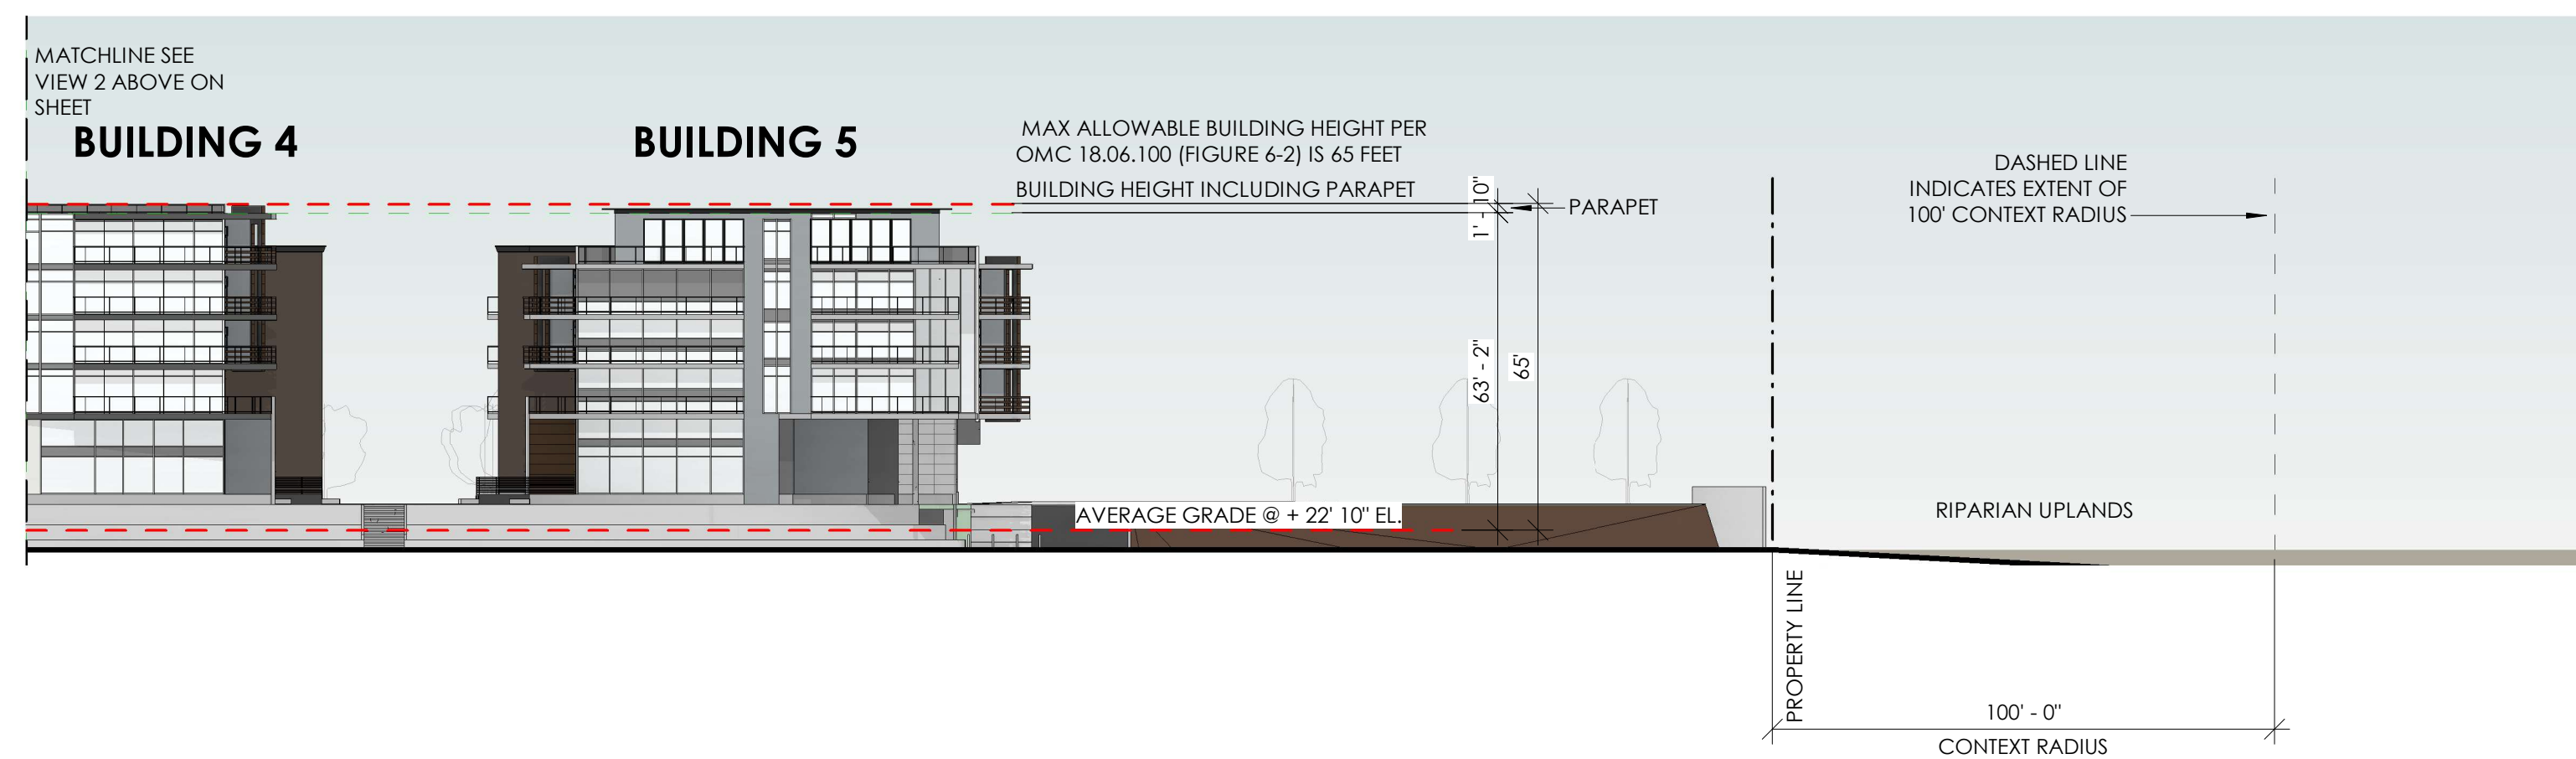 MATCHLINE SEE
VIEW 2 ABOVE ON
SHEET
BUILDING 4
BUILDING 5
MAX ALLOWABLE BUILDING HEIGHT PER
OMC 18.06.100 (FIGURE 6-2) IS 65 FEET
BUILDING HEIGHT INCLUDING PARAPET
1' - 10"
PARAPET
63' - 2"
65'
DASHED LINE
INDICATES EXTENT OF
100' CONTEXT RADIUS
AVERAGE GRADE @ + 22' 10" EL.
RIPARIAN UPLANDS
PROPERTY LINE
100' - 0"
CONTEXT RADIUS